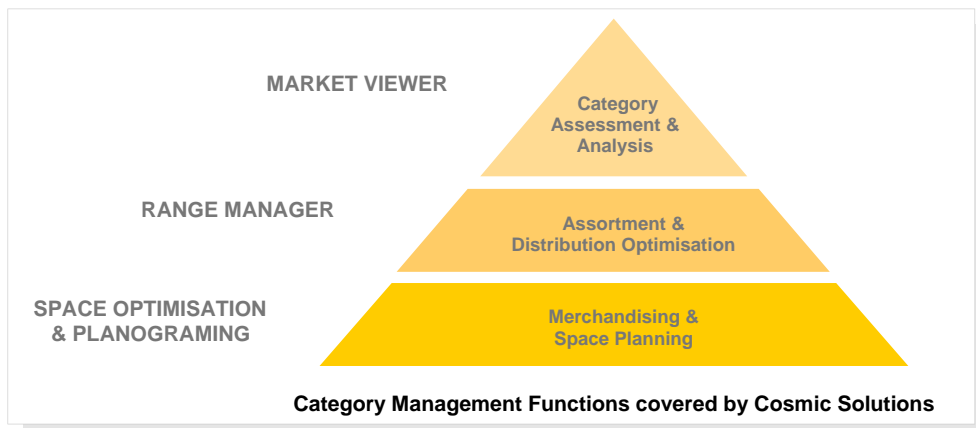 MARKET VIEWER
Category
Assessment &
Analysis
RANGE MANAGER
Assortment &
Distribution Optimisation
SPACE OPTIMISATION
& PLANOGRAMING
Merchandising &
Space Planning
Category Management Functions covered by Cosmic Solutions